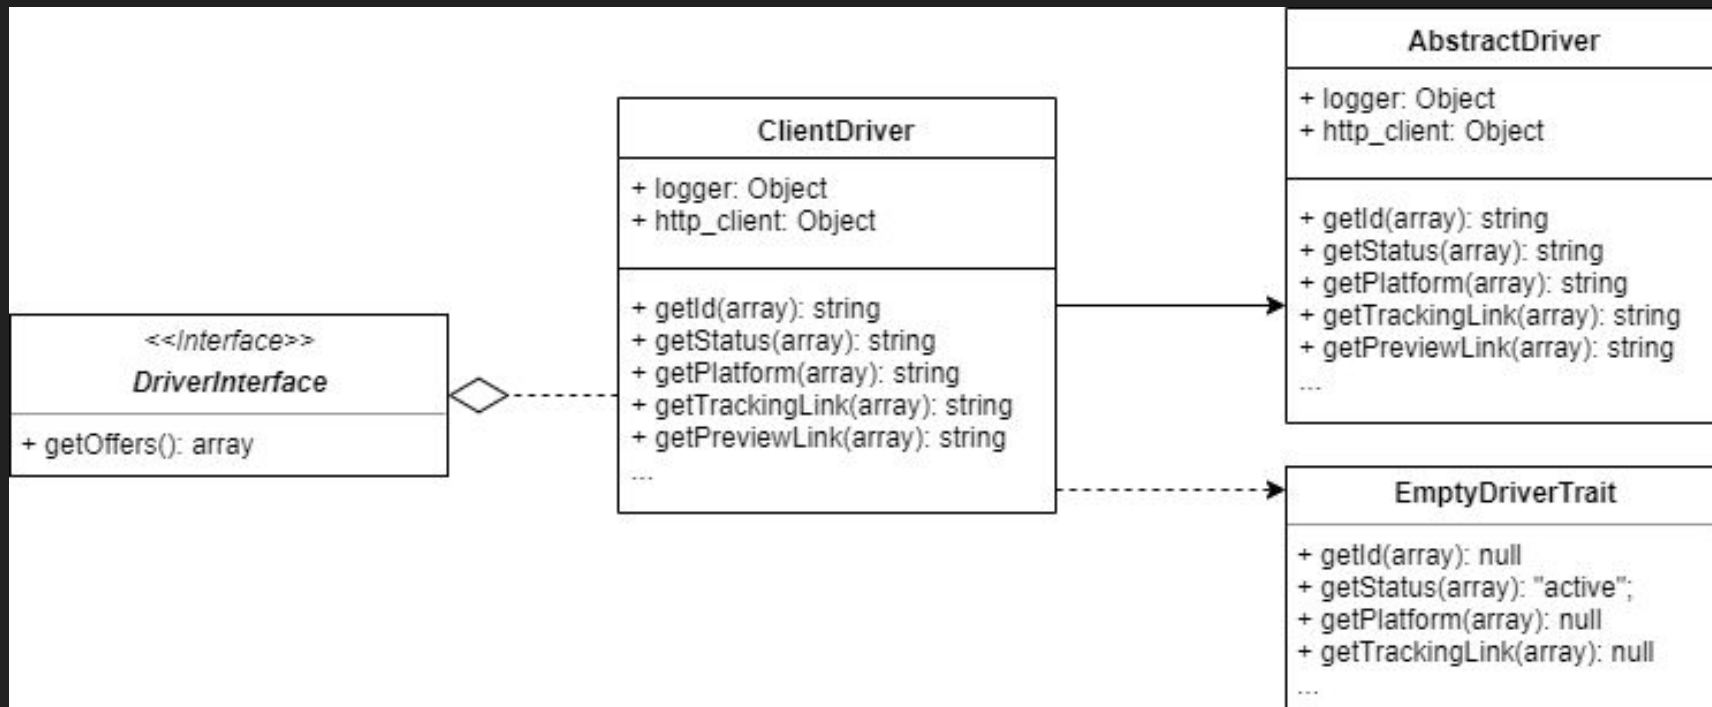 <<Interface>>
DriverInterface
+ getOffers(): array
ClientDriver
+ logger: Object
+ http_client: Object
+ getId(array): string
+ getStatus(array): string
+ getPlatform(array): string
+ getTrackingLink(array): string
+ getPreviewLink(array): string
...
AbstractDriver
+ logger: Object
+ http_client: Object
+ getId(array): string
+ getStatus(array): string
+ getPlatform(array): string
+ getTrackingLink(array): string
+ getPreviewLink(array): string
...
EmptyDriverTrait
+ getId(array): null
+ getStatus(array): "active";
+ getPlatform(array): null
+ getTrackingLink(array): null
...